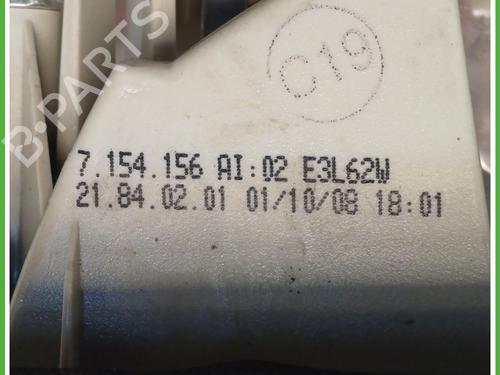 C19
B-PARTS
7.154.156 AI:02 E3L62W
21.84.02.01 01/10/08 18:01